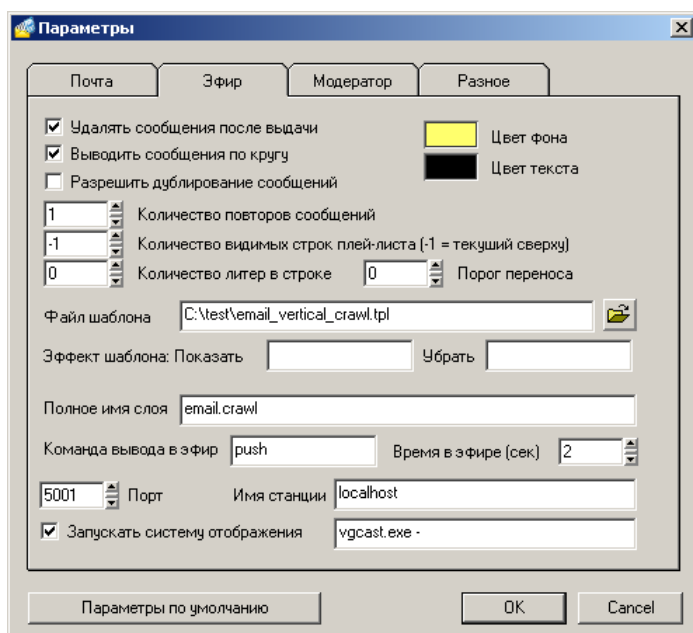 Параметры
Почта Эфир Модератор Разное
Удалять сообщения после выдачи
Цвет фона
Выводить сообщения по кругу
Цвет текста
Разрешить дублирование сообщений
1 Количество повторов сообщений
-1 Количество видимых строк плей-листа (-1 = текуший сверху)
0 Количество литер в строке 0 Порог переноса
Файл шаблона C:\test\email_vertical_crawl.tpl
Эффект шаблона: Показать Убрать
Полное имя слоя email.crawl
Команда вывода в эфир push Время в эфире (сек) 2
5001 Порт Имя станции localhost
Запускать систему отображения vgcast.exe -
Параметры по умолчанию OK Cancel